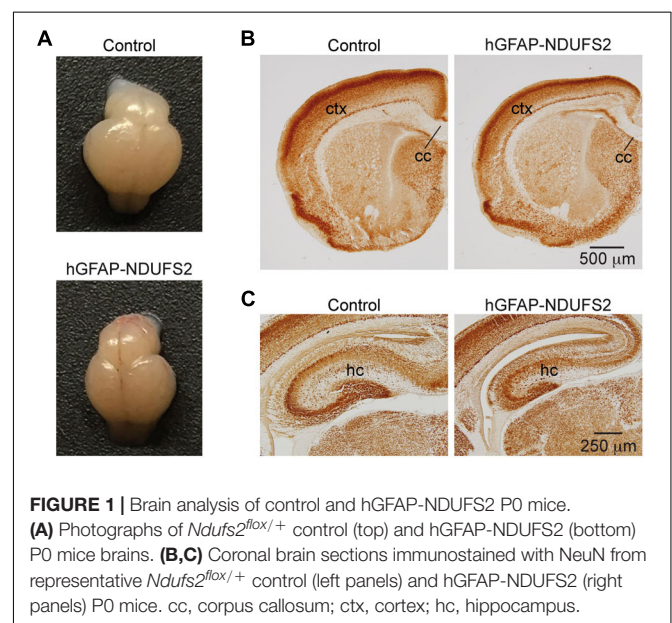 A
Control
hGFAP-NDUFS2
B
Control
hGFAP-NDUFS2
ctx
cc
ctx
cc
500 µm
C
Control
hGFAP-NDUFS2
hc
hc
250 µm
FIGURE 1 | Brain analysis of control and hGFAP-NDUFS2 P0 mice.
(A) Photographs of Ndufs2flox/+ control (top) and hGFAP-NDUFS2 (bottom)
P0 mice brains. (B,C) Coronal brain sections immunostained with NeuN from
representative Ndufs2flox/+ control (left panels) and hGFAP-NDUFS2 (right
panels) P0 mice. cc, corpus callosum; ctx, cortex; hc, hippocampus.